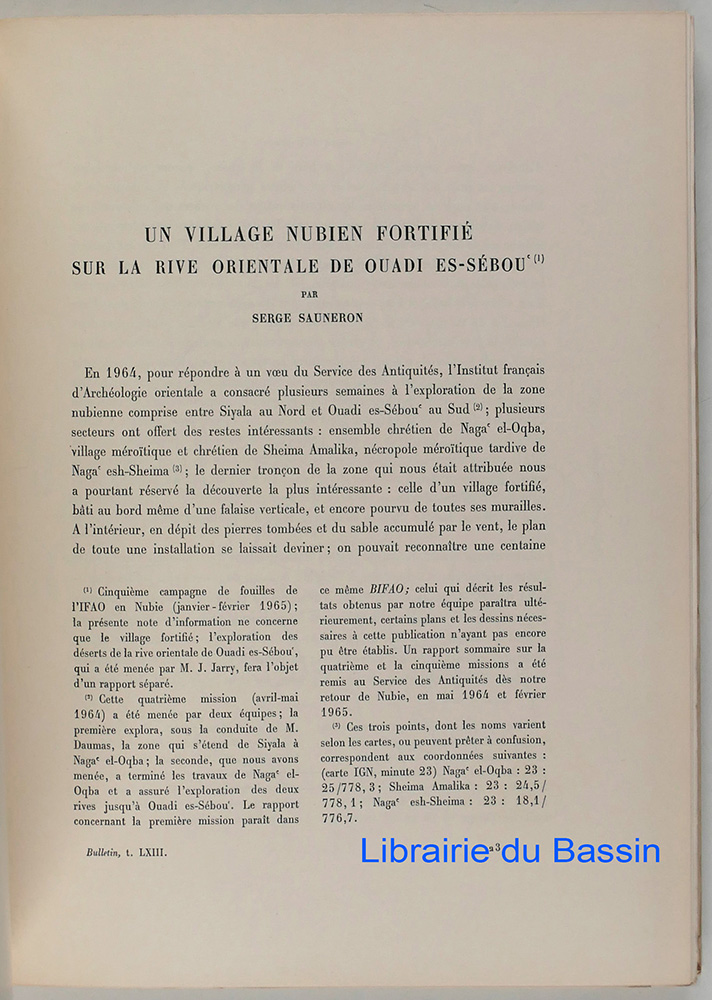 UN VILLAGE NUBIEN FORTIFIÉ
SUR LA RIVE ORIENTALE DE OUADI ES-SÉBOUʿ (1)
PAR
SERGE SAUNERON
En 1964, pour répondre à un vœu du Service des Antiquités, l'Institut français
d'Archéologie orientale a consacré plusieurs semaines à l'exploration de la zone
nubienne comprise entre Siyala au Nord et Ouadi es-Sébouʿ au Sud (2); plusieurs
secteurs ont offert des restes intéressants : ensemble chrétien de Nagaʿ el-Oqba,
village méroïtique et chrétien de Sheima Amalika, nécropole méroïtique tardive de
Nagaʿ esh-Sheima (3); le dernier tronçon de la zone qui nous était attribuée nous
a pourtant réservé la découverte la plus intéressante : celle d'un village fortifié,
bâti au bord même d'une falaise verticale, et encore pourvu de toutes ses murailles.
A l'intérieur, en dépit des pierres tombées et du sable accumulé par le vent, le plan
de toute une installation se laissait deviner; on pouvait reconnaître une centaine
(1) Cinquième campagne de fouilles de
l'IFAO en Nubie (janvier-février 1965);
la présente note d'information ne concerne
que le village fortifié; l'exploration des
déserts de la rive orientale de Ouadi es-Sébouʿ,
qui a été menée par M. J. Jarry, fera l'objet
d'un rapport séparé.
(2) Cette quatrième mission (avril-mai
1964) a été menée par deux équipes; la
première explora, sous la conduite de M.
Daumas, la zone qui s'étend de Siyala à
Nagaʿ el-Oqba; la seconde, que nous avons
menée, a terminé les travaux de Nagaʿ el-
Oqba et a assuré l'exploration des deux
rives jusqu'à Ouadi es-Sébouʿ. Le rapport
concernant la première mission paraît dans
ce même BIFAO; celui qui décrit les résul-
tats obtenus par notre équipe paraîtra ulté-
rieurement, certains plans et les dessins néces-
saires à cette publication n'ayant pas encore
pu être établis. Un rapport sommaire sur la
quatrième et la cinquième missions a été
remis au Service des Antiquités dès notre
retour de Nubie, en mai 1964 et février
1965.
(3) Ces trois points, dont les noms varient
selon les cartes, ou peuvent prêter à confusion,
correspondent aux coordonnées suivantes :
(carte IGN, minute 23) Nagaʿ el-Oqba : 23 :
25/778,3; Sheima Amalika : 23 : 24,5/
778,1; Nagaʿ esh-Sheima : 23 : 18,1/
776,7.
Bulletin, t. LXIII.
Librairie du Bassin